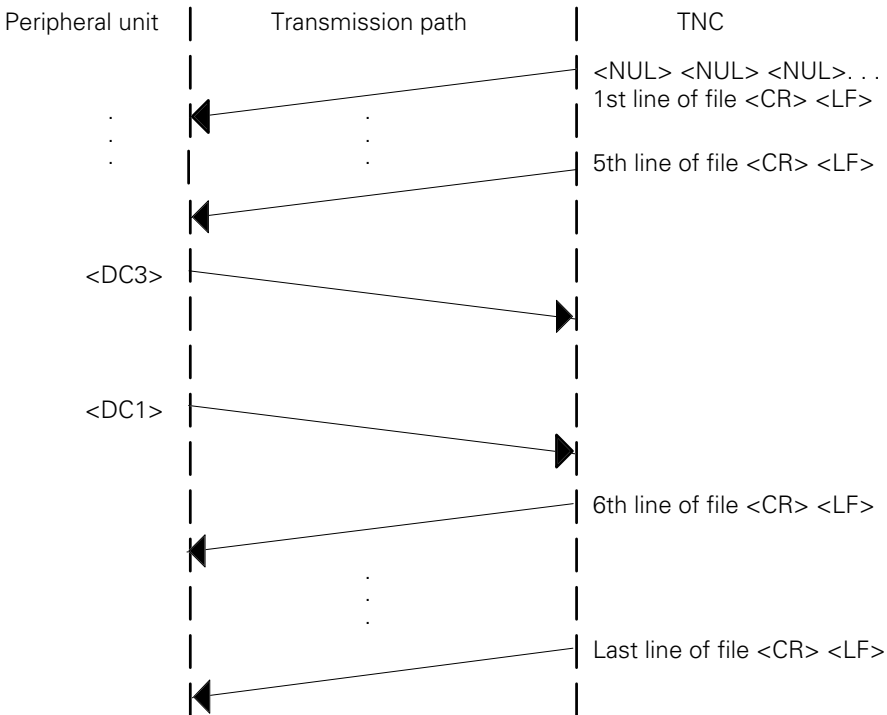 Peripheral unit Transmission path TNC
<NUL> <NUL> <NUL>. . .
1st line of file <CR> <LF>
5th line of file <CR> <LF>
<DC3>
<DC1>
6th line of file <CR> <LF>
Last line of file <CR> <LF>